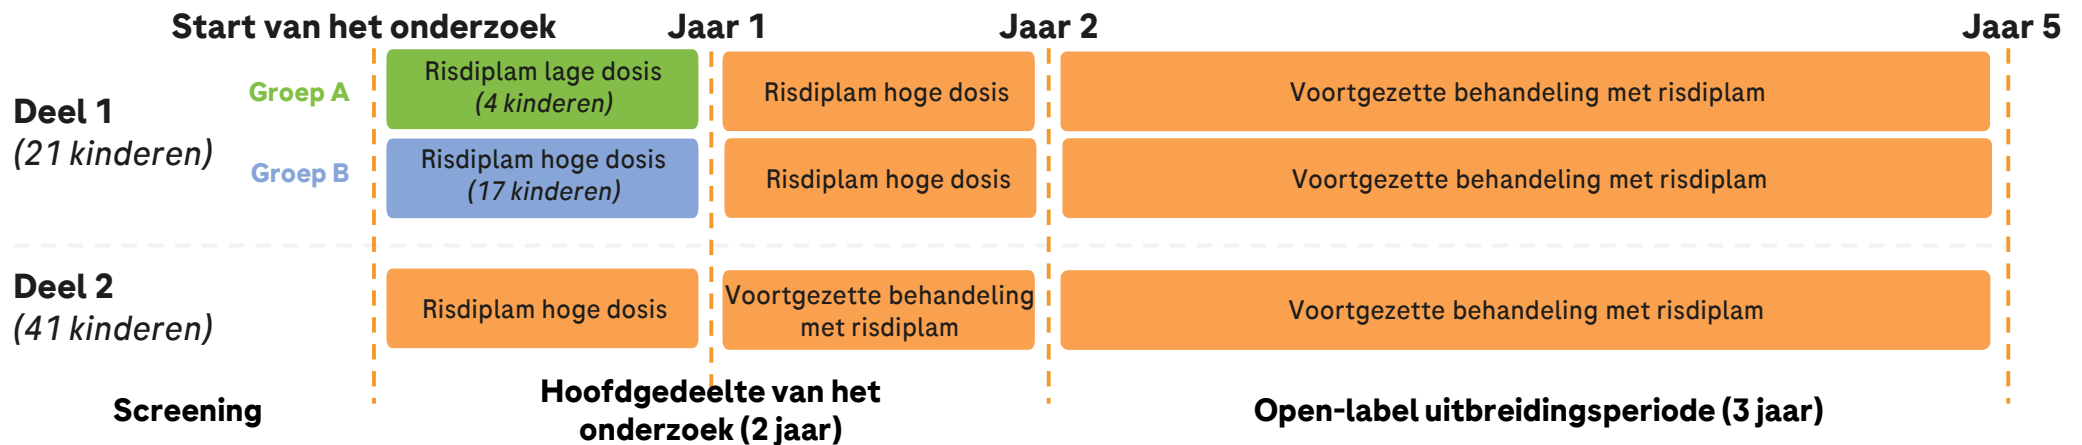 Start van het onderzoek
Jaar 1
Jaar 2
Jaar 5
Deel 1
(21 kinderen)
Groep A
Risdiplam lage dosis
(4 kinderen)
Risdiplam hoge dosis
Voortgezette behandeling met risdiplam
Groep B
Risdiplam hoge dosis
(17 kinderen)
Risdiplam hoge dosis
Voortgezette behandeling met risdiplam
Deel 2
(41 kinderen)
Risdiplam hoge dosis
Voortgezette behandeling
met risdiplam
Voortgezette behandeling met risdiplam
Screening
Hoofdgedeelte van het
onderzoek (2 jaar)
Open-label uitbreidingsperiode (3 jaar)